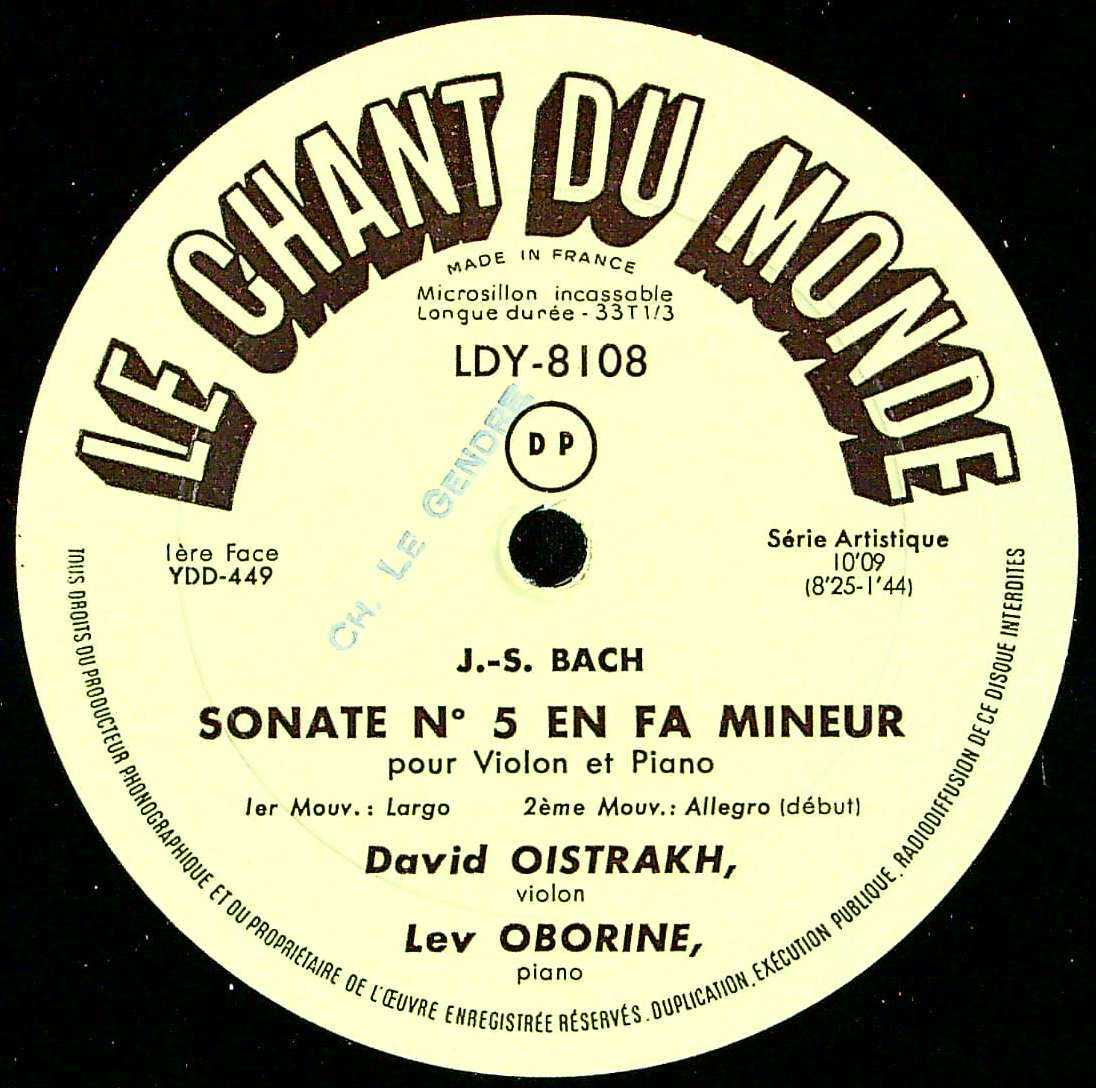 LE CHANT DU MONDE
MADE IN FRANCE
Microsillon incassable
Longue durée - 33T1/3
LDY-8108
DP
CH. LE GENDRE
1ère Face
YDD-449
Série Artistique
10'09
(8'25-1'44)
J.-S. BACH
SONATE N° 5 EN FA MINEUR
pour Violon et Piano
1er Mouv.: Largo 2ème Mouv.: Allegro (début)
David OISTRAKH,
violon
Lev OBORINE,
piano
TOUS DROITS DU PRODUCTEUR PHONOGRAPHIQUE ET DU PROPRIÉTAIRE DE L'ŒUVRE ENREGISTRÉE RÉSERVÉS. DUPLICATION. EXÉCUTION PUBLIQUE. RADIODIFFUSION DE CE DISQUE INTERDITES